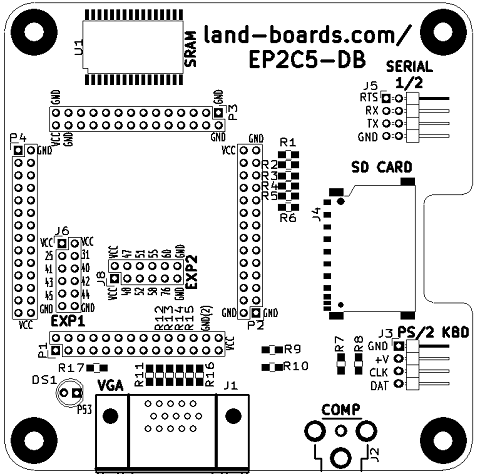 land-boards.com/
EP2C5-DB
U1
SRAM
SERIAL
1/2
J5
RTS
RX
TX
GND
GND
P3
VCC
GND
GND
P4
GND
VCC
GND
VCC
GND
R1
R2
R3
R4
R5
R6
SD CARD
J4
J6
VCC VCC
25 31
41 40
43 42
45 44
GND GND
VCC
EXP1
VCC 47 51 55 60 GND
J8
VCC 40 52 58 76 GND
EXP2
R12
R13
R14
R15
GND(2)
GND GND
P2
P1
VCC
R17
R11
R16
R9
R10
R7
R8
J3
PS/2 KBD
GND
+V
CLK
DAT
DS1
P53
VGA
J1
COMP
J2